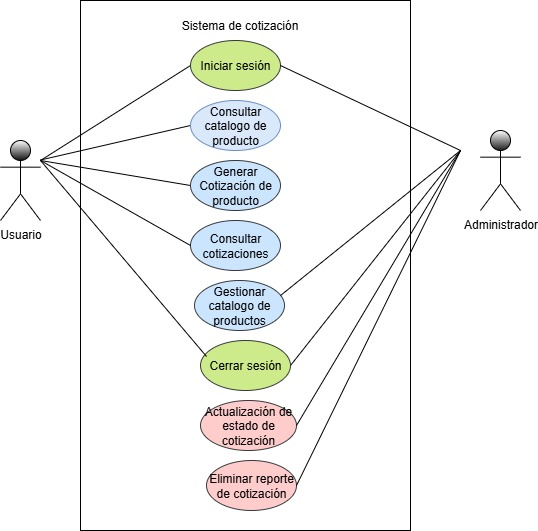 Sistema de cotización
Iniciar sesión
Consultar
catalogo de
producto
Generar
Cotización de
producto
Consultar
cotizaciones
Gestionar
catalogo de
productos
Cerrar sesión
Actualización de
estado de
cotización
Eliminar reporte
de cotización
Usuario
Administrador